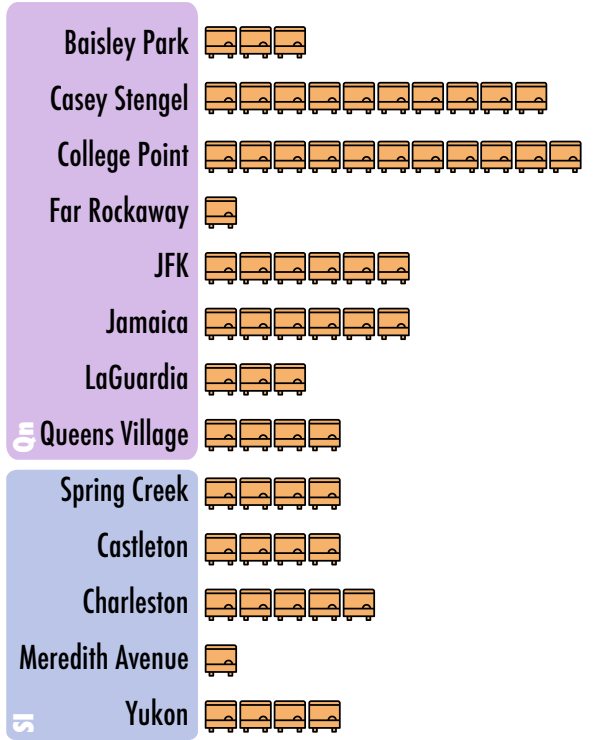 Baisley Park
Casey Stengel
College Point
Far Rockaway
JFK
Jamaica
LaGuardia
Qn Queens Village
Spring Creek
Castleton
Charleston
Meredith Avenue
SI Yukon